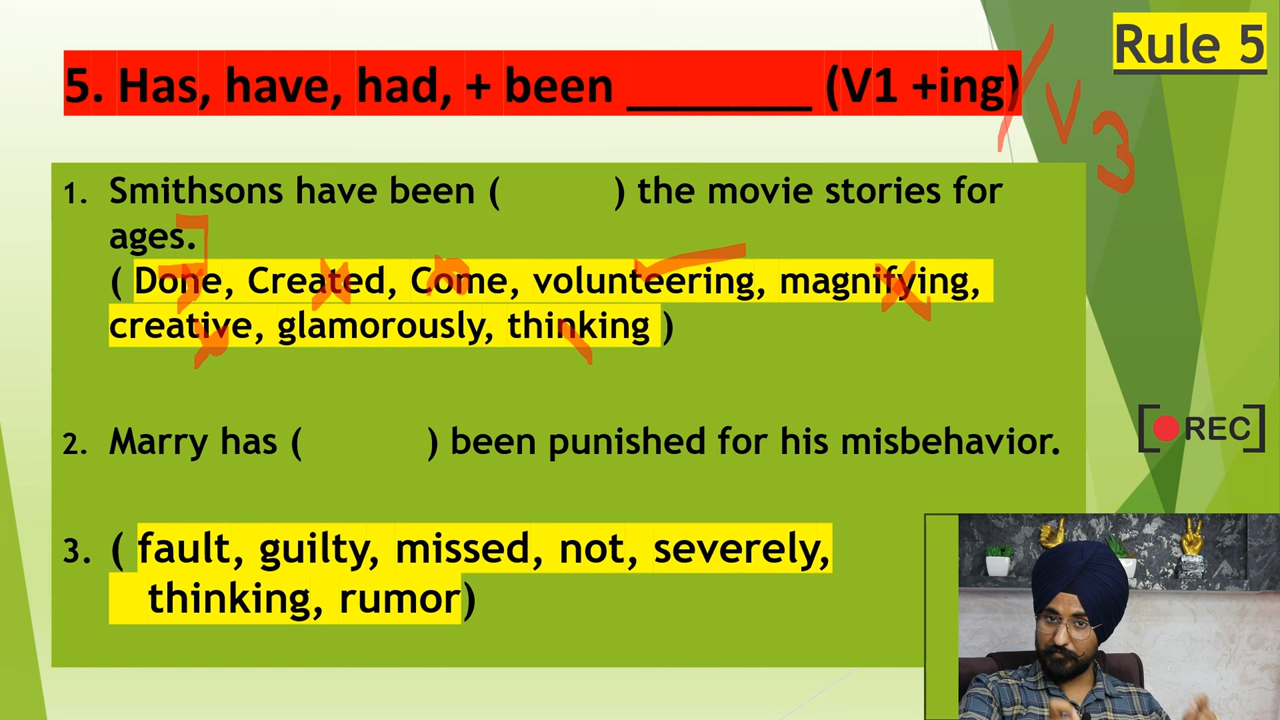 Rule 5
5. Has, have, had, + been _______ (V1 +ing)
/ V3
1. Smithsons have been ( ) the movie stories for
ages.
( Done, Created, Come, volunteering, magnifying,
creative, glamorously, thinking )
2. Marry has ( ) been punished for his misbehavior.
[REC]
3. ( fault, guilty, missed, not, severely,
thinking, rumor)